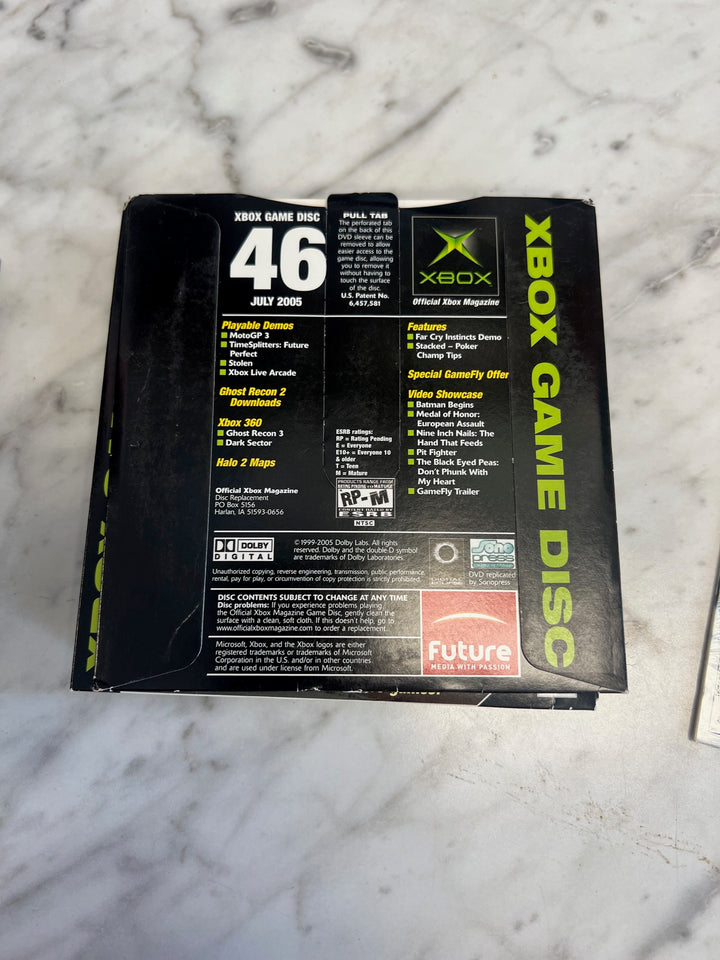 XBOX GAME DISC
46
JULY 2005
PULL TAB
The perforated tab
on the back of this
DVD sleeve can be
removed to allow
easier access to the
game disc, allowing
you to remove it
without having to
touch the surface
of the disc.
U.S. Patent No.
6,457,581
XBOX
Official Xbox Magazine
XBOX GAME DISC
Playable Demos
MotoGP 3
TimeSplitters: Future
Perfect
Stolen
Xbox Live Arcade
Ghost Recon 2
Downloads
Xbox 360
Ghost Recon 3
Dark Sector
Halo 2 Maps
Official Xbox Magazine
Disc Replacement
PO Box 5156
Harlan, IA 51593-0656
ESRB ratings:
RP = Rating Pending
E = Everyone
E10+ = Everyone 10
& older
T = Teen
M = Mature
PRODUCTS RANGE FROM
RATING PENDING to MATURE
RP-M
CONTENT RATED BY
ESRB
NTSC
Features
Far Cry Instincts Demo
Stacked – Poker
Champ Tips
Special GameFly Offer
Video Showcase
Batman Begins
Medal of Honor:
European Assault
Nine Inch Nails: The
Hand That Feeds
Pit Fighter
The Black Eyed Peas:
Don't Phunk With
My Heart
GameFly Trailer
DOLBY
DIGITAL
©1999-2005 Dolby Labs. All rights
reserved. Dolby and the double-D symbol
are trademarks of Dolby Laboratories.
DVD replicated
by Sonopress
Unauthorized copying, reverse engineering, transmission, public performance,
rental, pay for play, or circumvention of copy protection is strictly prohibited.
DISC CONTENTS SUBJECT TO CHANGE AT ANY TIME
Disc problems: If you experience problems playing
the Official Xbox Magazine Game Disc, gently clean the
surface with a clean, soft cloth. If this doesn't help, go to
www.officialxboxmagazine.com to order a replacement.
Microsoft, Xbox, and the Xbox logos are either
registered trademarks or trademarks of Microsoft
Corporation in the U.S. and/or in other countries
and are used under license from Microsoft.
Future
MEDIA WITH PASSION